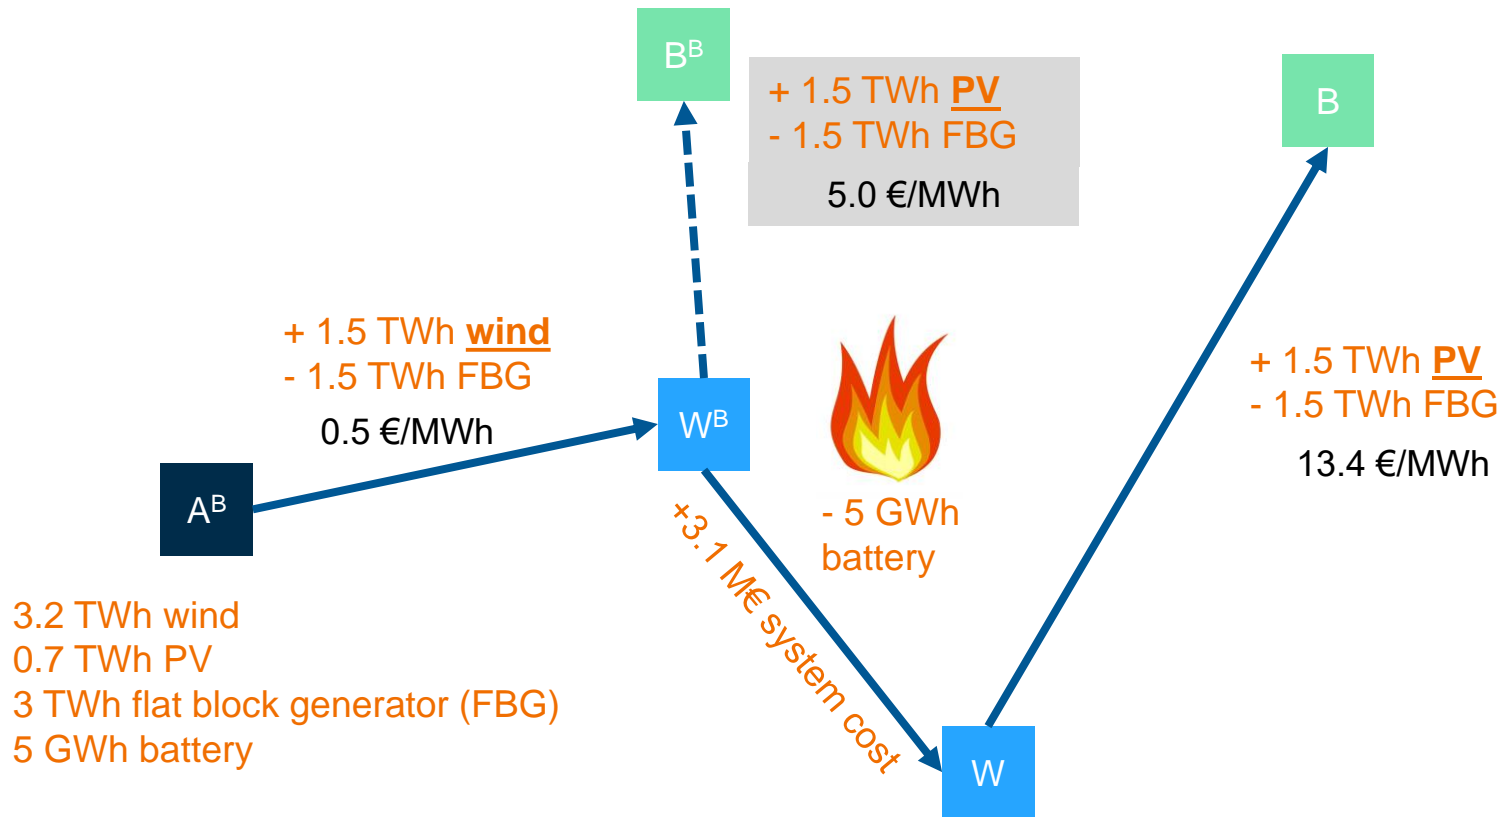 Bᴮ
+ 1.5 TWh PV
- 1.5 TWh FBG
5.0 €/MWh
B
+ 1.5 TWh wind
- 1.5 TWh FBG
0.5 €/MWh
Wᴮ
+ 1.5 TWh PV
- 1.5 TWh FBG
13.4 €/MWh
Aᴮ
- 5 GWh
battery
+3.1 M€ system cost
3.2 TWh wind
0.7 TWh PV
3 TWh flat block generator (FBG)
5 GWh battery
W